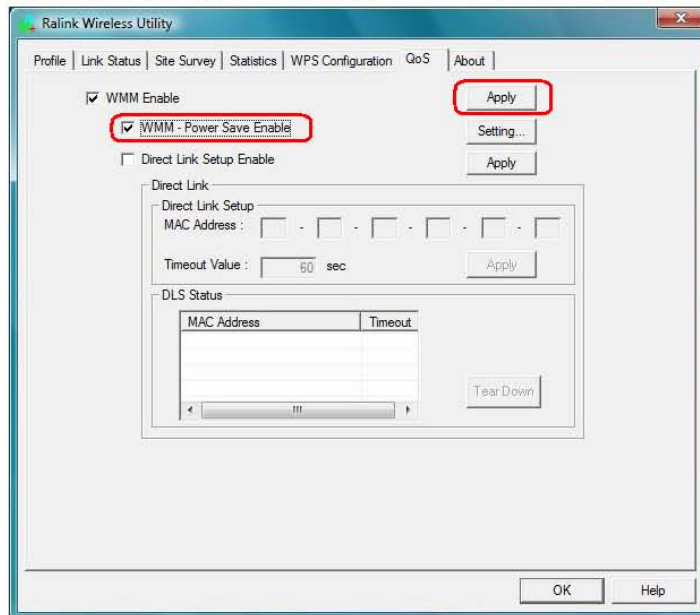 Ralink Wireless Utility
Profile Link Status Site Survey Statistics WPS Configuration QoS About
WMM Enable Apply
WMM - Power Save Enable Setting...
Direct Link Setup Enable Apply
Direct Link
Direct Link Setup
MAC Address : - - - - -
Timeout Value : 60 sec Apply
DLS Status
MAC Address Timeout
Tear Down
OK Help